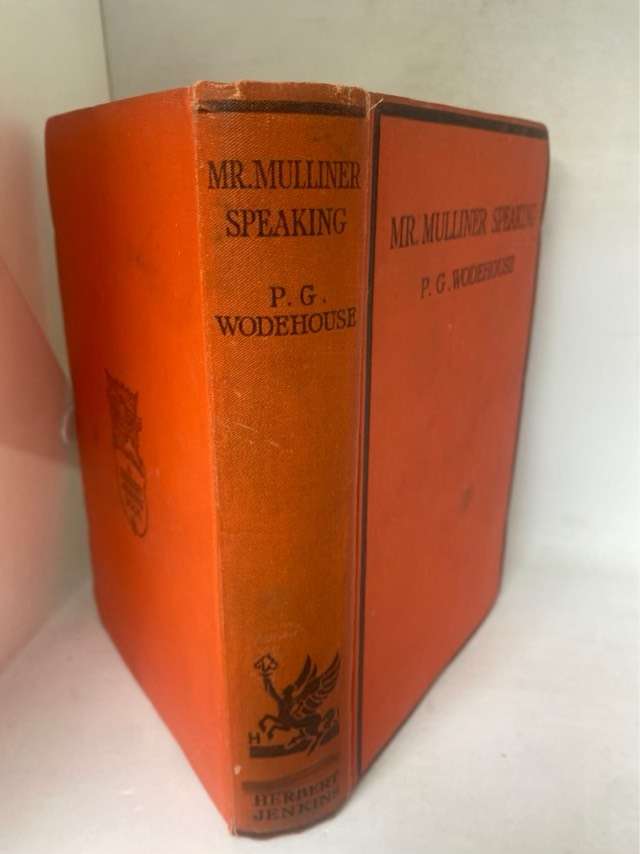 MR. MULLINER
SPEAKING
P. G.
WODEHOUSE
H J
HERBERT
JENKINS
MR. MULLINER SPEAKING
P. G. WODEHOUSE